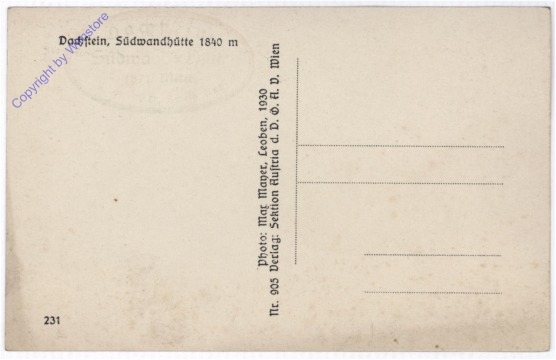 Dachstein, Südwandhütte 1840 m
Copyright by W
Photo: Max Mayer, Leoben, 1930
Nr. 905 Verlag: Sektion Austria d. D. Ö. A. V. Wien
231